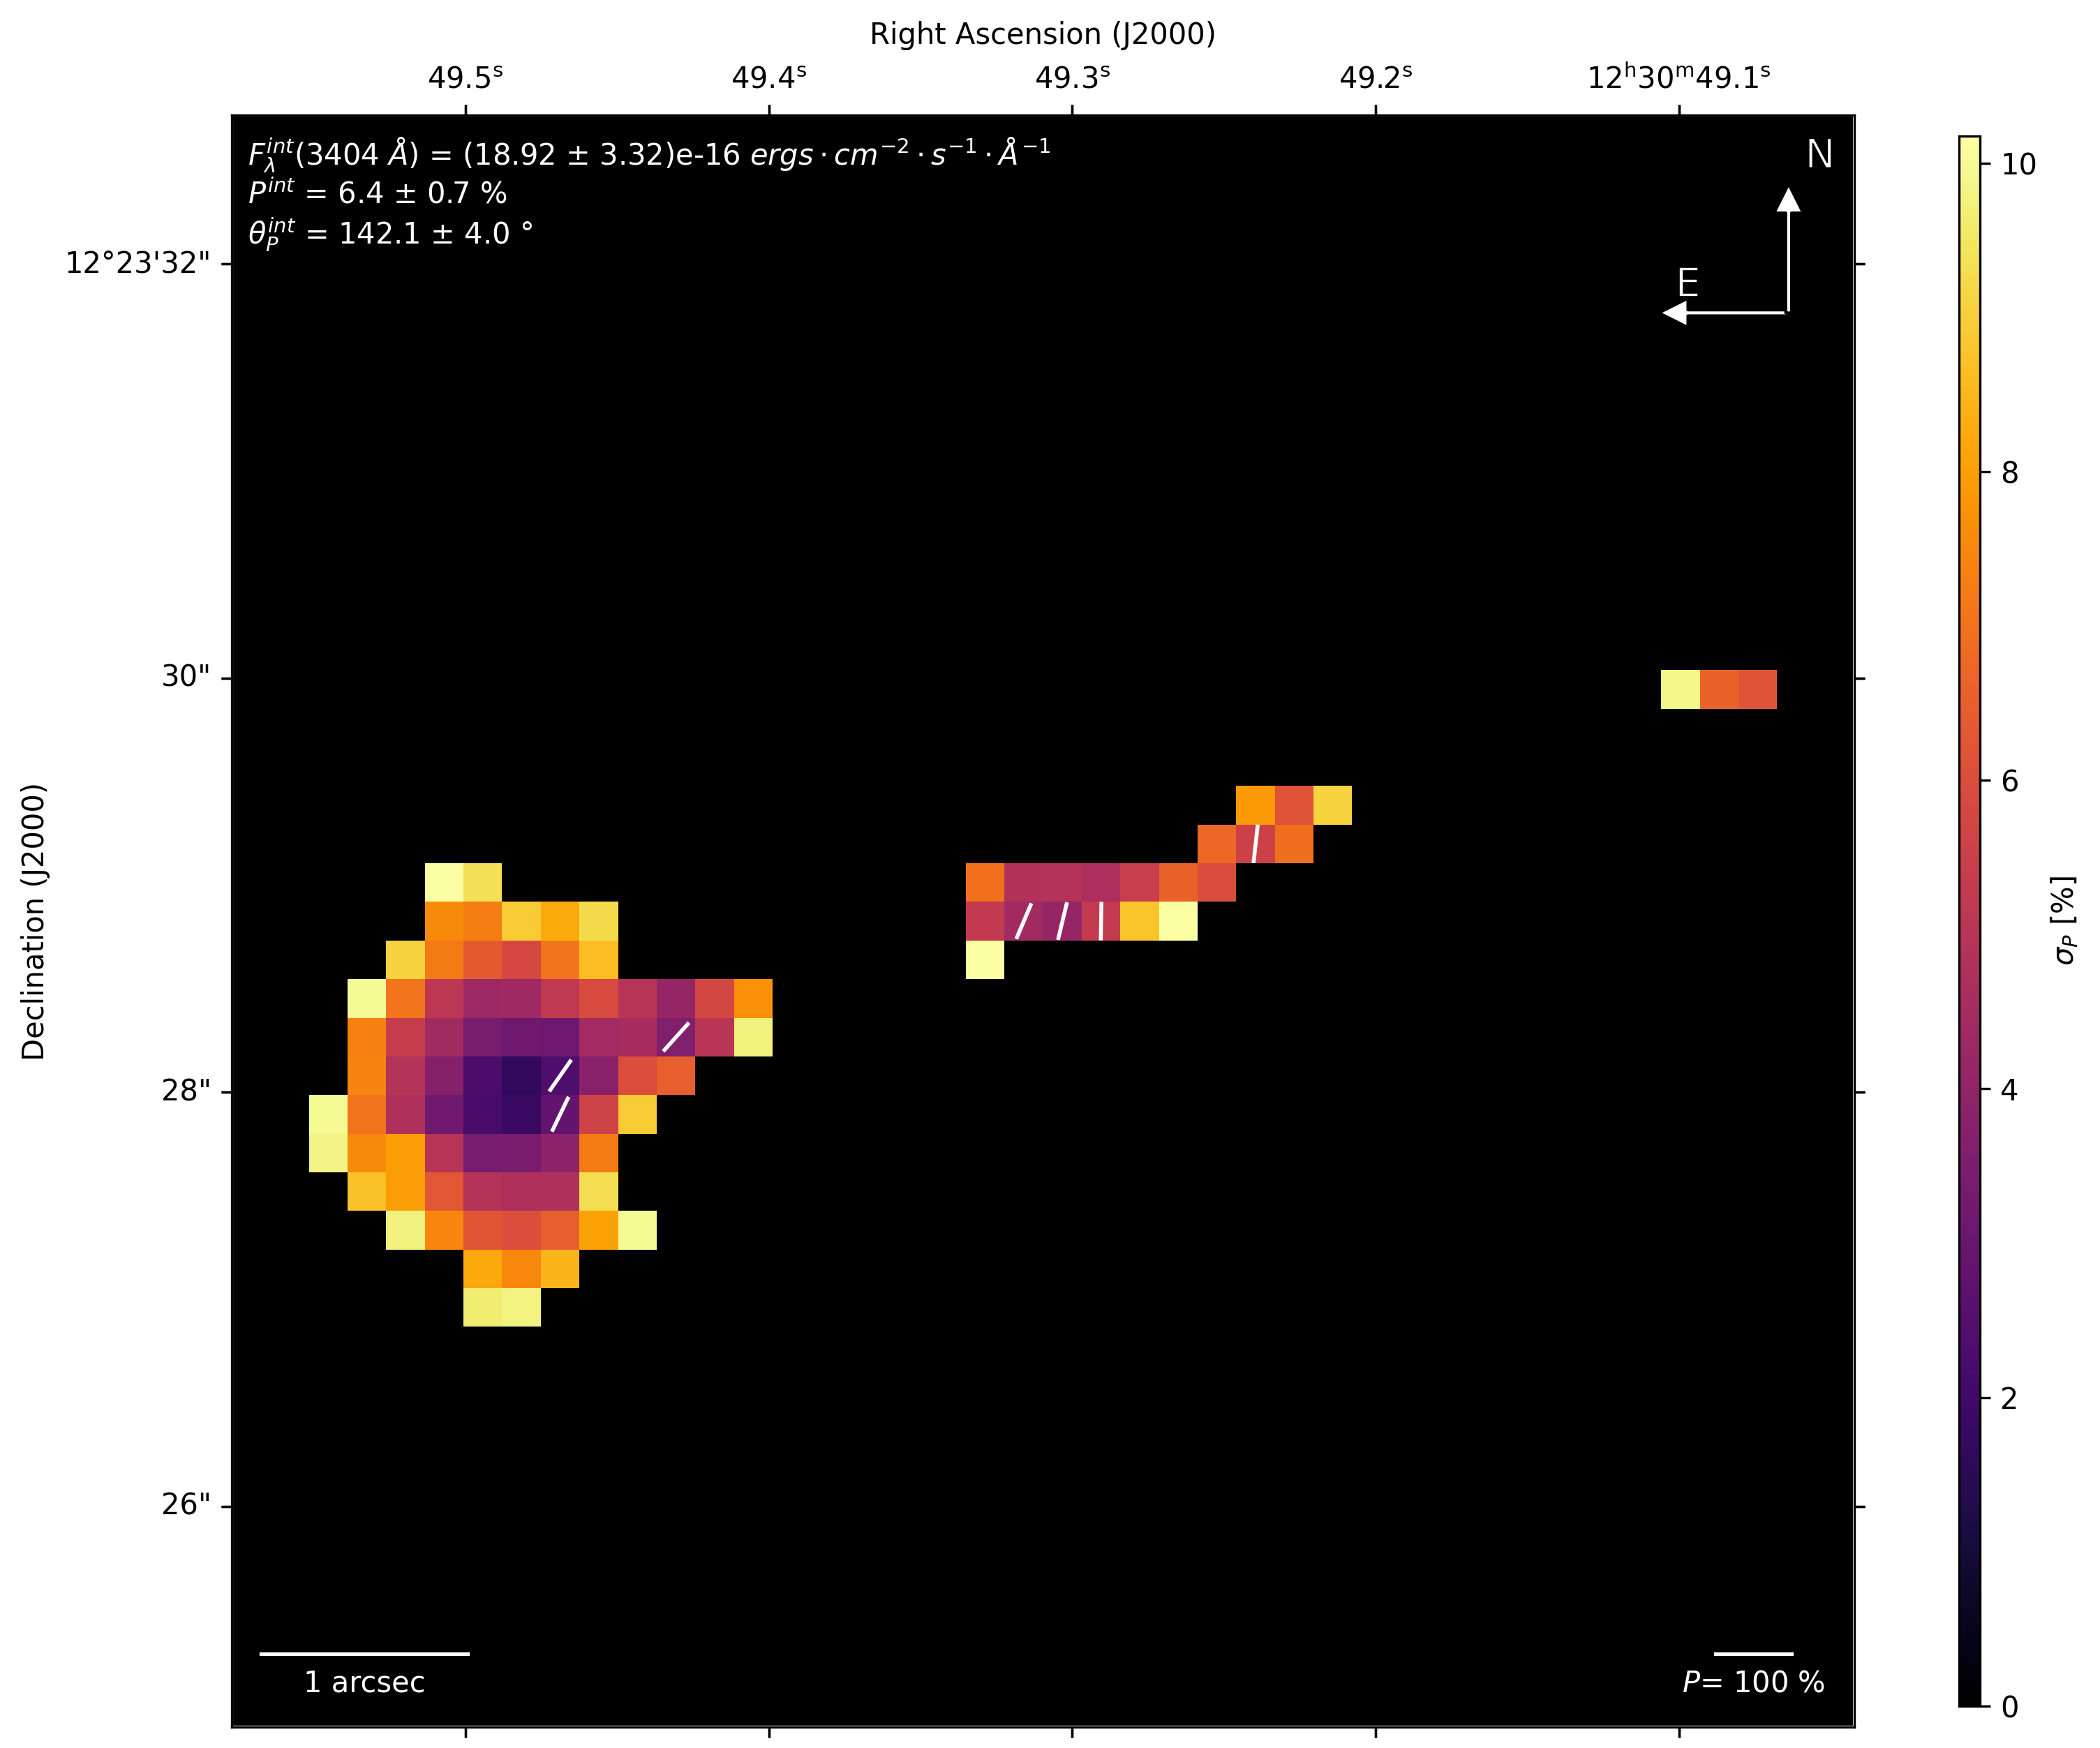 Right Ascension (J2000)
49.5ˢ 49.4ˢ 49.3ˢ 49.2ˢ 12ʰ30ᵐ49.1ˢ
F_λ^int(3404 Å) = (18.92 ± 3.32)e-16 ergs · cm⁻² · s⁻¹ · Å⁻¹
P^int = 6.4 ± 0.7 %
θ_P^int = 142.1 ± 4.0 °
N
E
12°23'32"
30"
28"
26"
Declination (J2000)
1 arcsec
P= 100 %
10
8
6
4
2
0
σ_P [%]